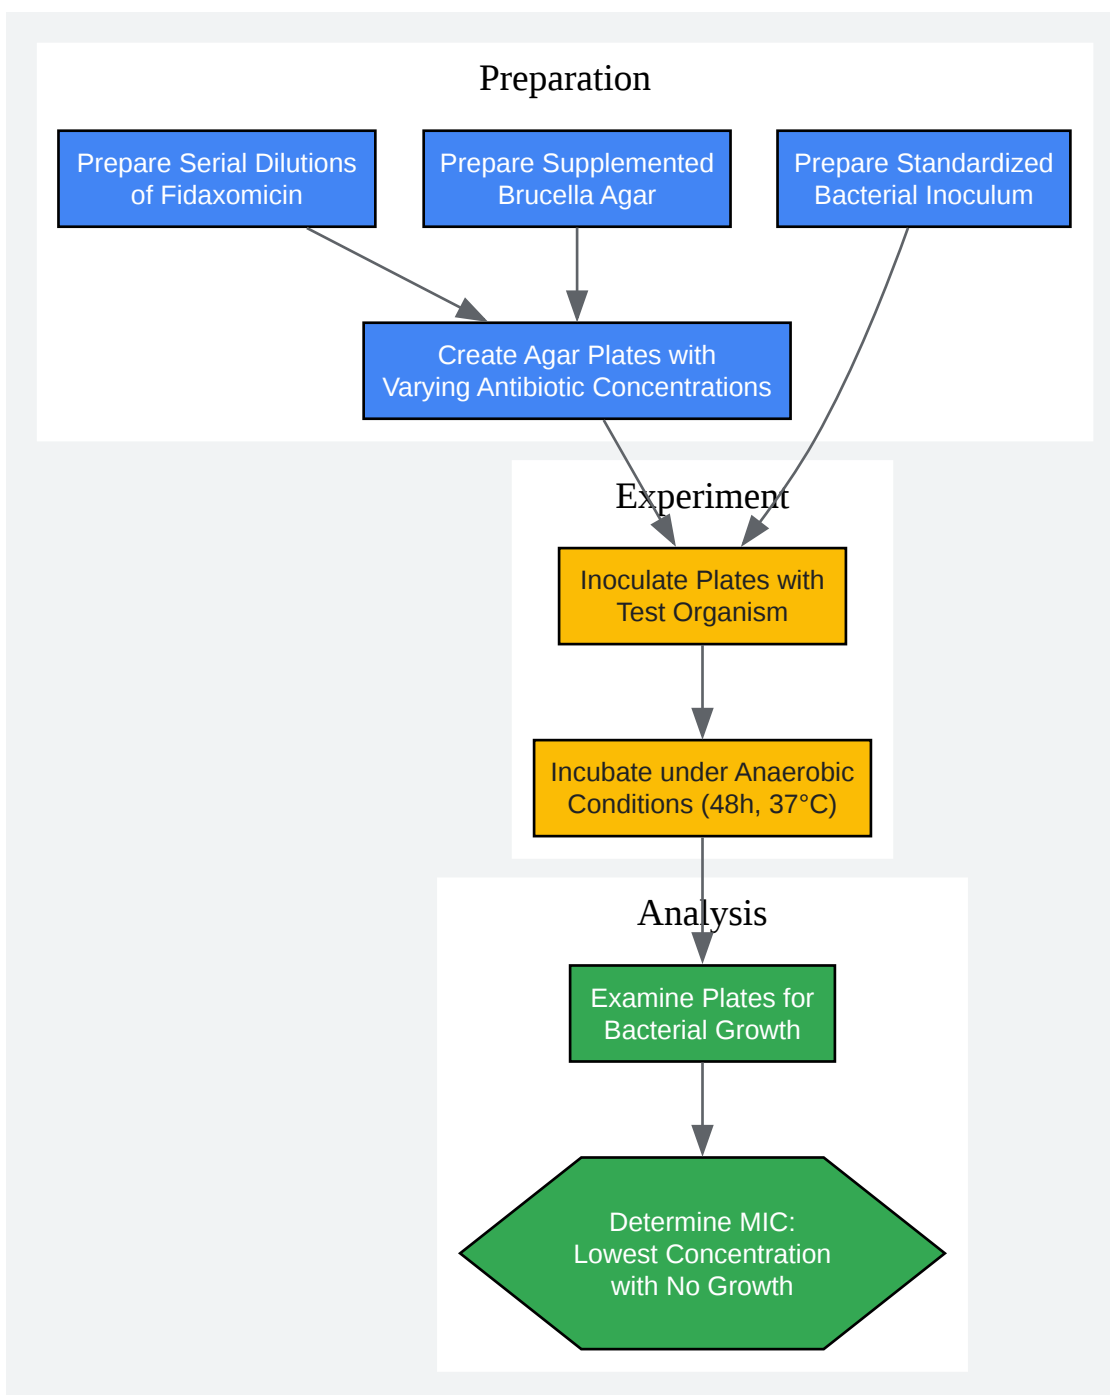 Preparation
Prepare Serial Dilutions
of Fidaxomicin
Prepare Supplemented
Brucella Agar
Prepare Standardized
Bacterial Inoculum
Create Agar Plates with
Varying Antibiotic Concentrations
Experiment
Inoculate Plates with
Test Organism
Incubate under Anaerobic
Conditions (48h, 37°C)
Analysis
Examine Plates for
Bacterial Growth
Determine MIC:
Lowest Concentration
with No Growth